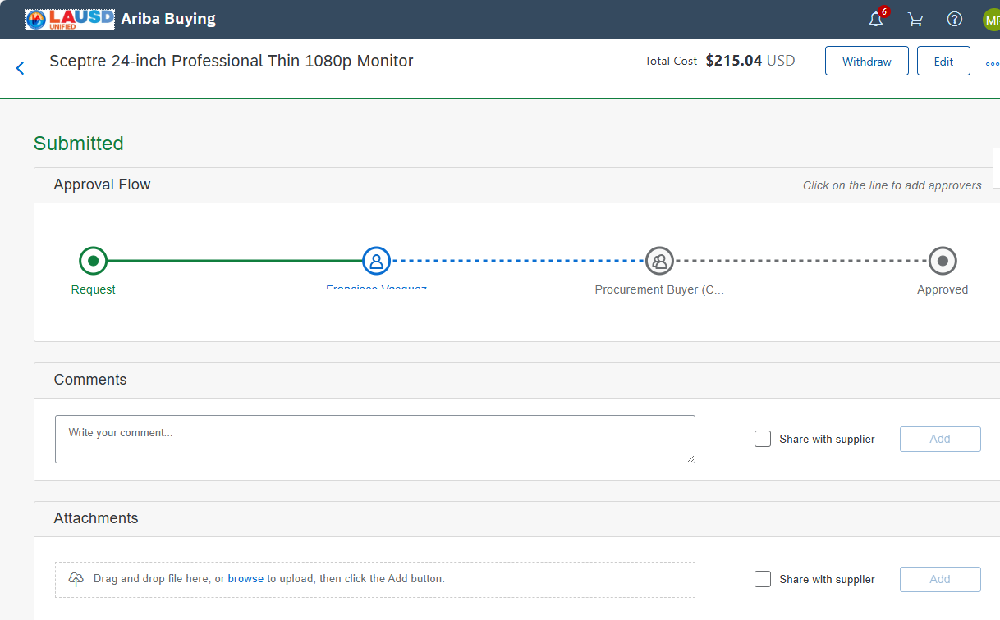 LAUSD UNIFIED Ariba Buying 6 MP
Sceptre 24-inch Professional Thin 1080p Monitor Total Cost $215.04 USD Withdraw Edit
Submitted
Approval Flow Click on the line to add approvers
Request Francisco Vasquez Procurement Buyer (C... Approved
Comments
Write your comment... Share with supplier Add
Attachments
Drag and drop file here, or browse to upload, then click the Add button. Share with supplier Add